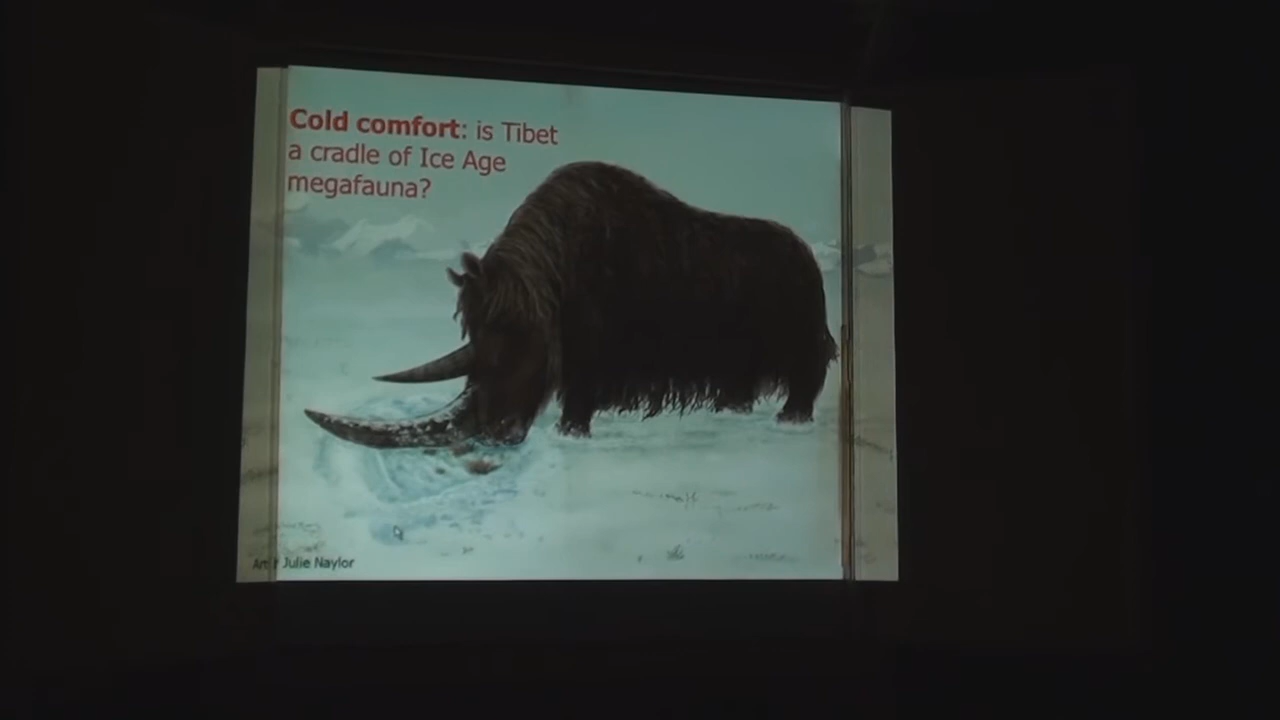 Cold comfort: is Tibet
a cradle of Ice Age
megafauna?
Julie Naylor